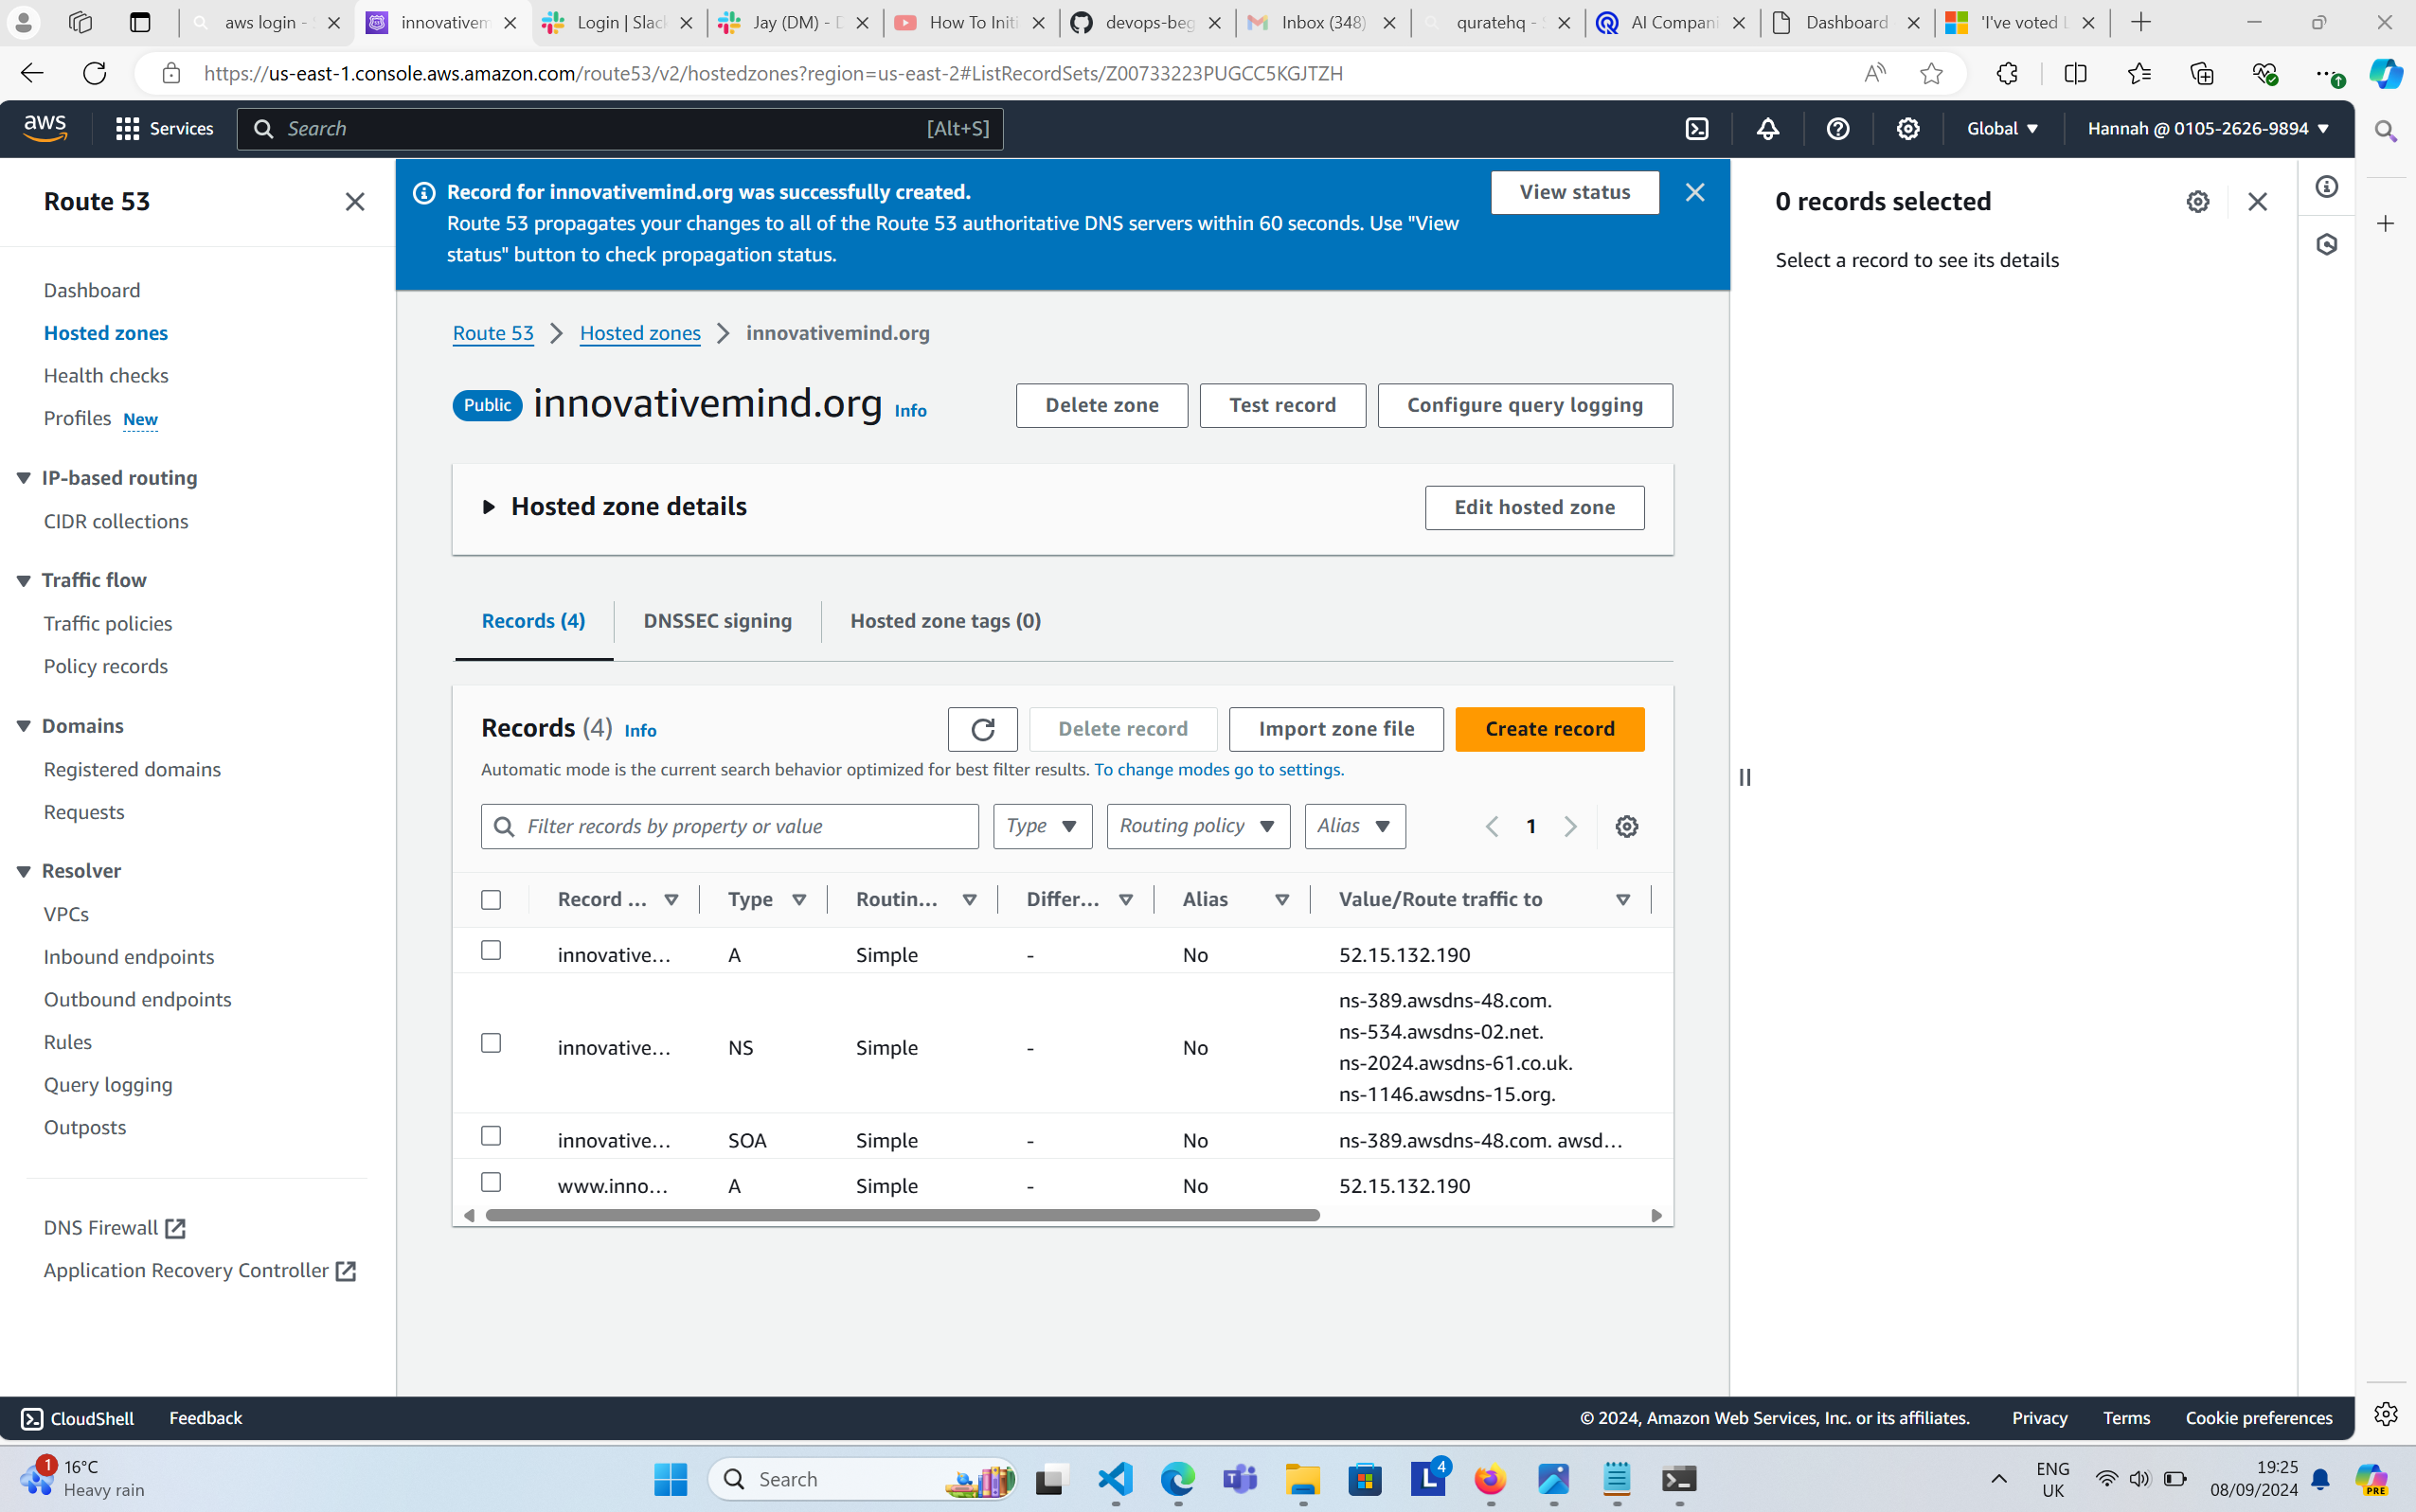 aws login - S
innovativem
Login | Slac
Jay (DM) - D
How To Initi
devops-beg
Inbox (348)
quratehq - S
AI Compani
Dashboard
'I've voted L
https://us-east-1.console.aws.amazon.com/route53/v2/hostedzones?region=us-east-2#ListRecordSets/Z00733223PUGCC5KGJTZH
aws
Services
Search
[Alt+S]
Global
Hannah @ 0105-2626-9894
Route 53
Dashboard
Hosted zones
Health checks
Profiles New
IP-based routing
CIDR collections
Traffic flow
Traffic policies
Policy records
Domains
Registered domains
Requests
Resolver
VPCs
Inbound endpoints
Outbound endpoints
Rules
Query logging
Outposts
DNS Firewall
Application Recovery Controller
Record for innovativemind.org was successfully created.
Route 53 propagates your changes to all of the Route 53 authoritative DNS servers within 60 seconds. Use "View
status" button to check propagation status.
View status
Route 53 > Hosted zones > innovativemind.org
Public innovativemind.org Info
Delete zone
Test record
Configure query logging
Hosted zone details
Edit hosted zone
Records (4)
DNSSEC signing
Hosted zone tags (0)
Records (4) Info
Delete record
Import zone file
Create record
Automatic mode is the current search behavior optimized for best filter results. To change modes go to settings.
Filter records by property or value
Type
Routing policy
Alias
1
Record ... Type Routin... Differ... Alias Value/Route traffic to
innovative... A Simple - No 52.15.132.190
innovative... NS Simple - No
ns-389.awsdns-48.com.
ns-534.awsdns-02.net.
ns-2024.awsdns-61.co.uk.
ns-1146.awsdns-15.org.
innovative... SOA Simple - No ns-389.awsdns-48.com. awsd...
www.inno... A Simple - No 52.15.132.190
0 records selected
Select a record to see its details
CloudShell
Feedback
© 2024, Amazon Web Services, Inc. or its affiliates.
Privacy
Terms
Cookie preferences
1
16°C
Heavy rain
Search
L
4
ENG
UK
19:25
08/09/2024
PRE